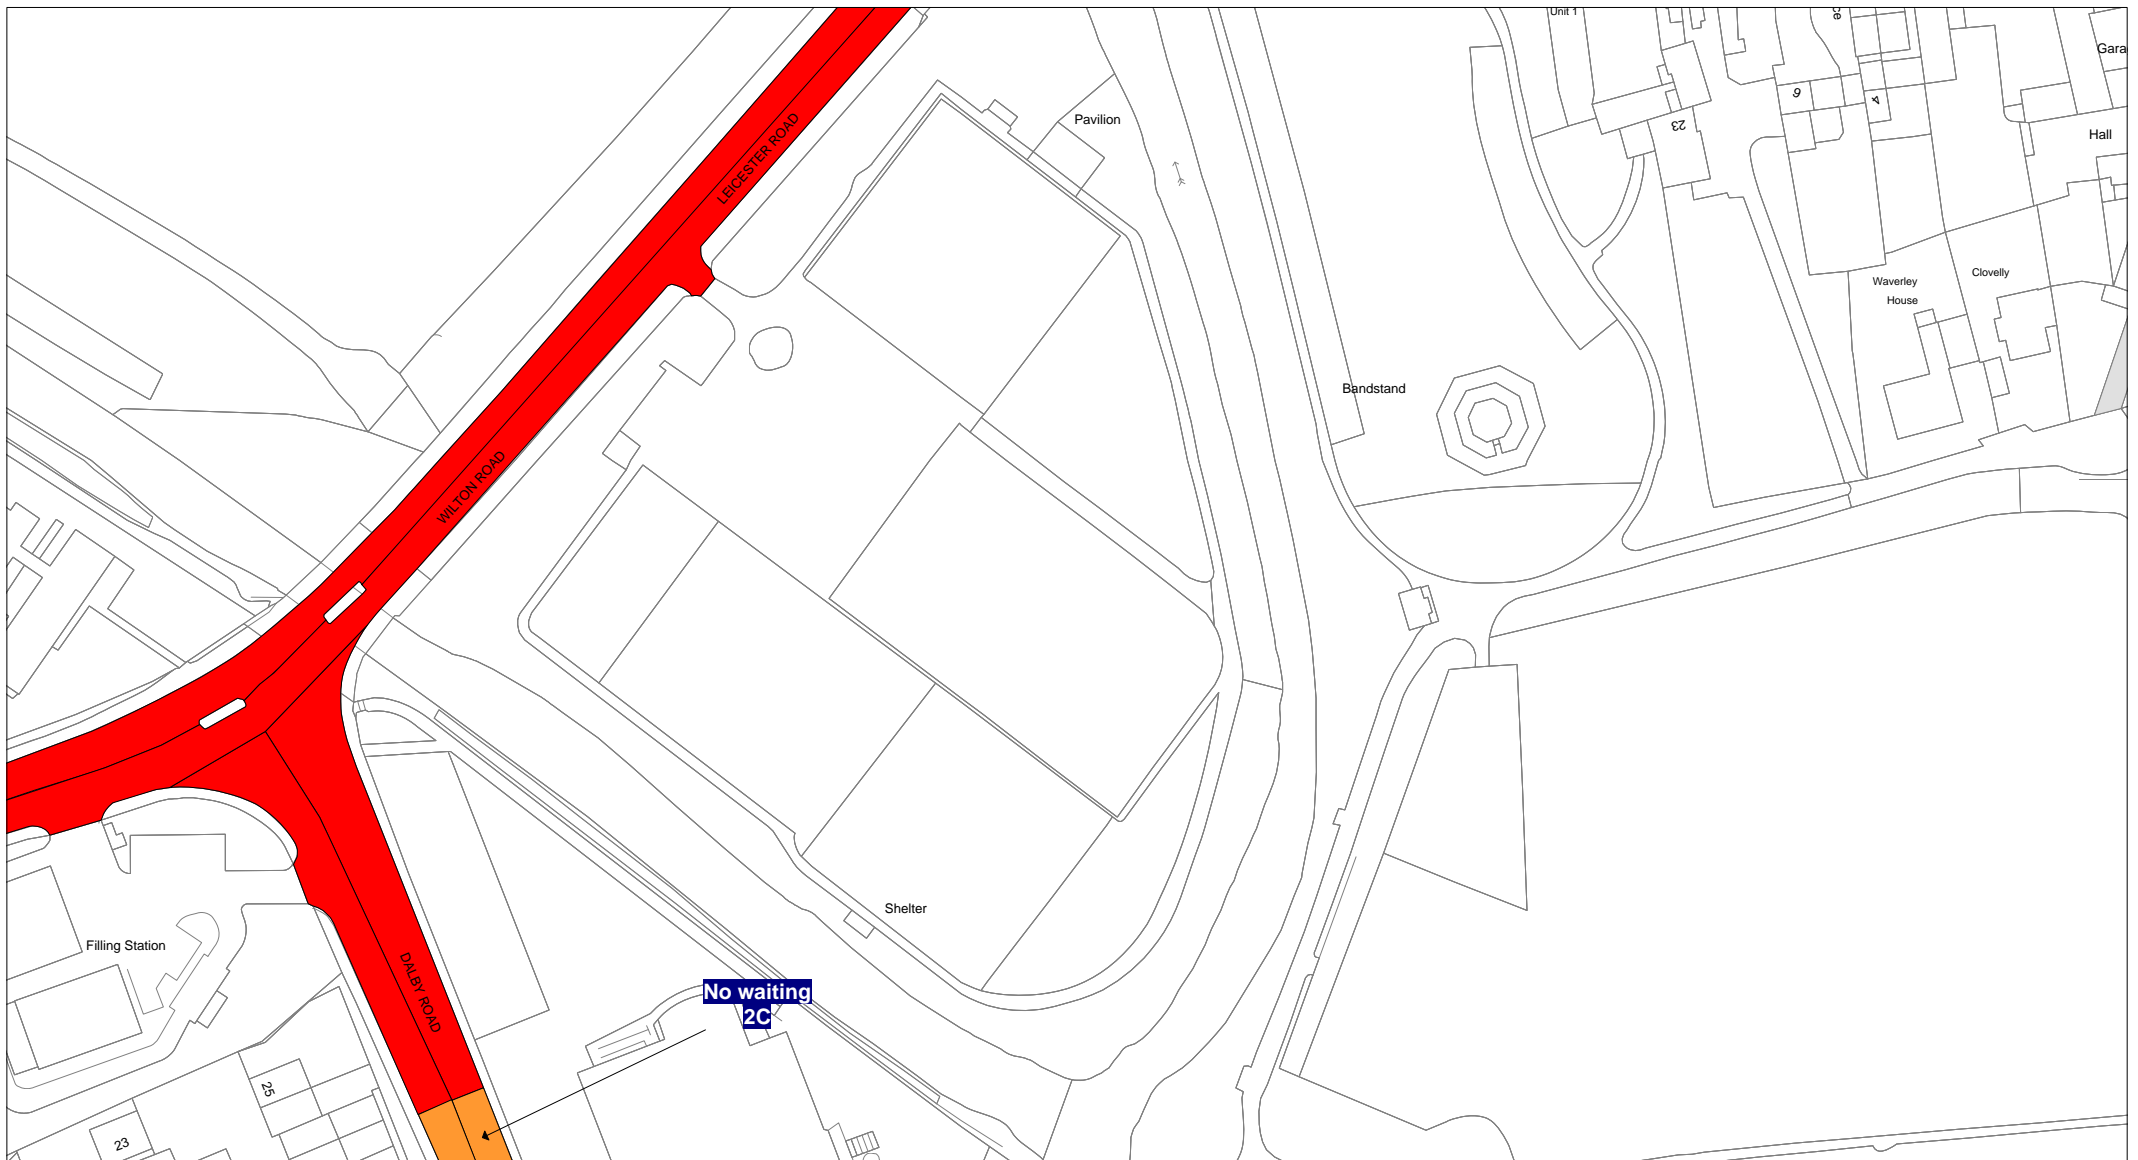 Unit 1
Gara
Pavilion
LEICESTER ROAD
6
4
23
Hall
Waverley
House
Clovelly
Bandstand
WILTON ROAD
Shelter
Filling Station
DALBY ROAD
No waiting
2C
25
23